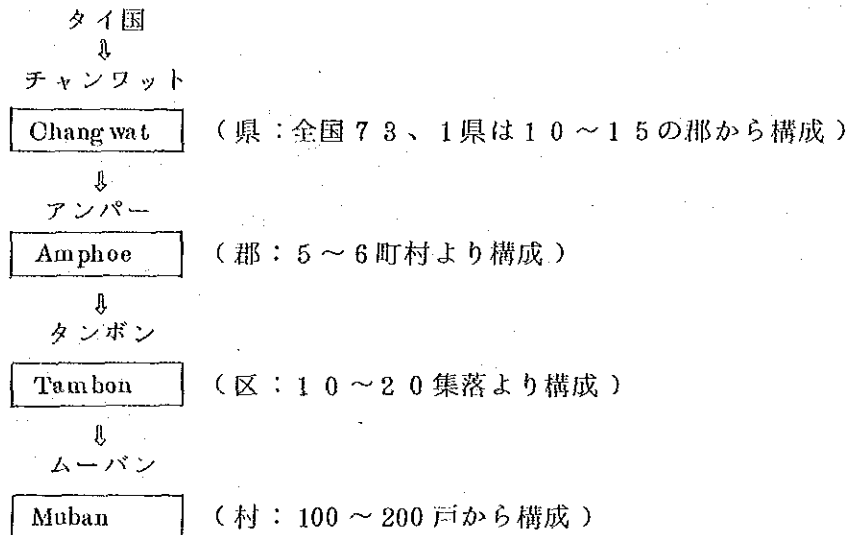 タイ国
⇩
チャンワット
Changwat （県：全国73、1県は10～15の郡から構成）
⇩
アンパー
Amphoe （郡：5～6町村より構成）
⇩
タンボン
Tambon （区：10～20集落より構成）
⇩
ムーバン
Muban （村：100～200戸から構成）